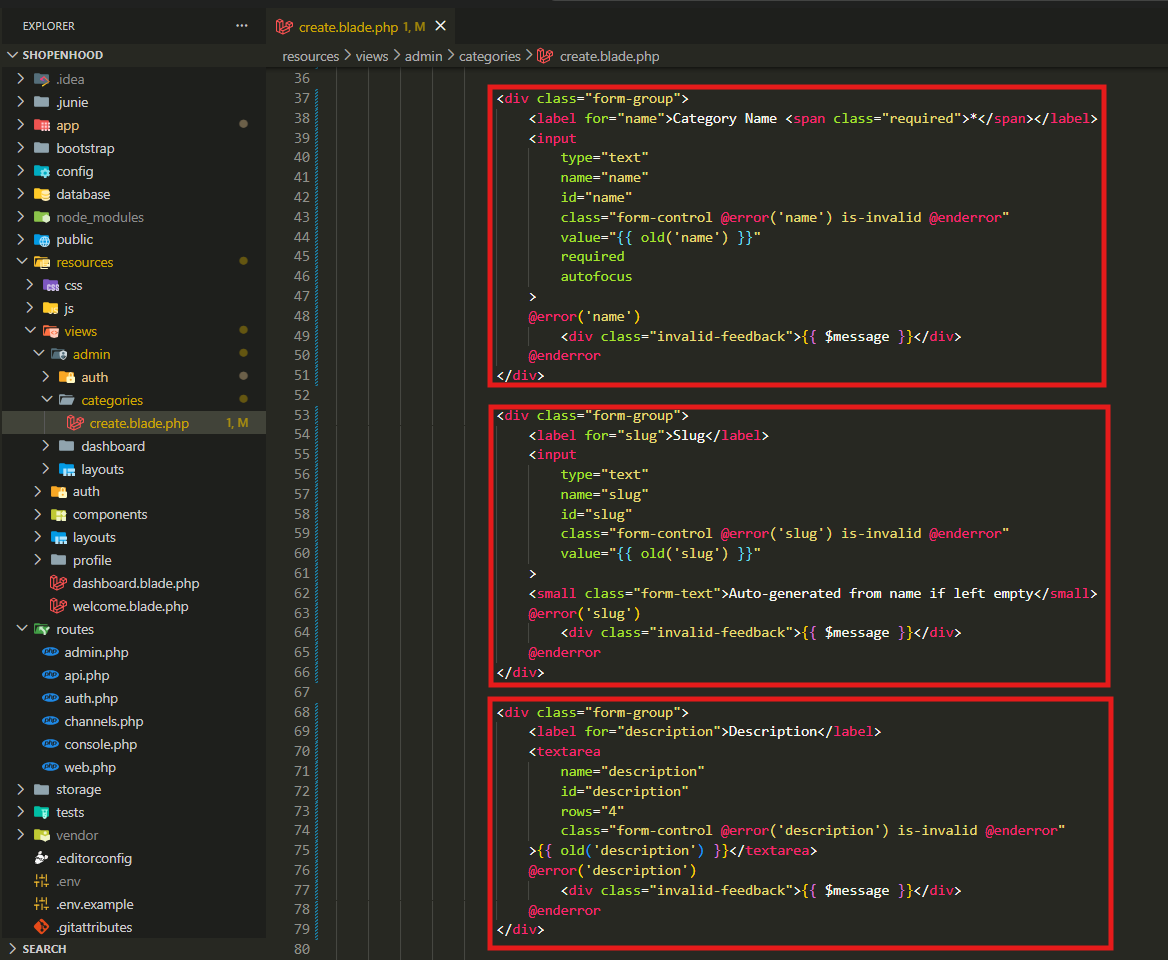 EXPLORER
···
SHOPENHOOD
.idea
.junie
app
bootstrap
config
database
node_modules
public
resources
css
js
views
admin
auth
categories
create.blade.php 1, M
dashboard
layouts
auth
components
layouts
profile
dashboard.blade.php
welcome.blade.php
routes
php admin.php
php api.php
php auth.php
php channels.php
php console.php
php web.php
storage
tests
vendor
.editorconfig
.env
.env.example
.gitattributes
SEARCH
create.blade.php 1, M
resources > views > admin > categories > create.blade.php
36
37 <div class="form-group">
38     <label for="name">Category Name <span class="required">*</span></label>
39     <input
40         type="text"
41         name="name"
42         id="name"
43         class="form-control @error('name') is-invalid @enderror"
44         value="{{ old('name') }}"
45         required
46         autofocus
47     >
48     @error('name')
49         <div class="invalid-feedback">{{ $message }}</div>
50     @enderror
51 </div>
52
53 <div class="form-group">
54     <label for="slug">Slug</label>
55     <input
56         type="text"
57         name="slug"
58         id="slug"
59         class="form-control @error('slug') is-invalid @enderror"
60         value="{{ old('slug') }}"
61     >
62     <small class="form-text">Auto-generated from name if left empty</small>
63     @error('slug')
64         <div class="invalid-feedback">{{ $message }}</div>
65     @enderror
66 </div>
67
68 <div class="form-group">
69     <label for="description">Description</label>
70     <textarea
71         name="description"
72         id="description"
73         rows="4"
74         class="form-control @error('description') is-invalid @enderror"
75     >{{ old('description') }}</textarea>
76     @error('description')
77         <div class="invalid-feedback">{{ $message }}</div>
78     @enderror
79 </div>
80